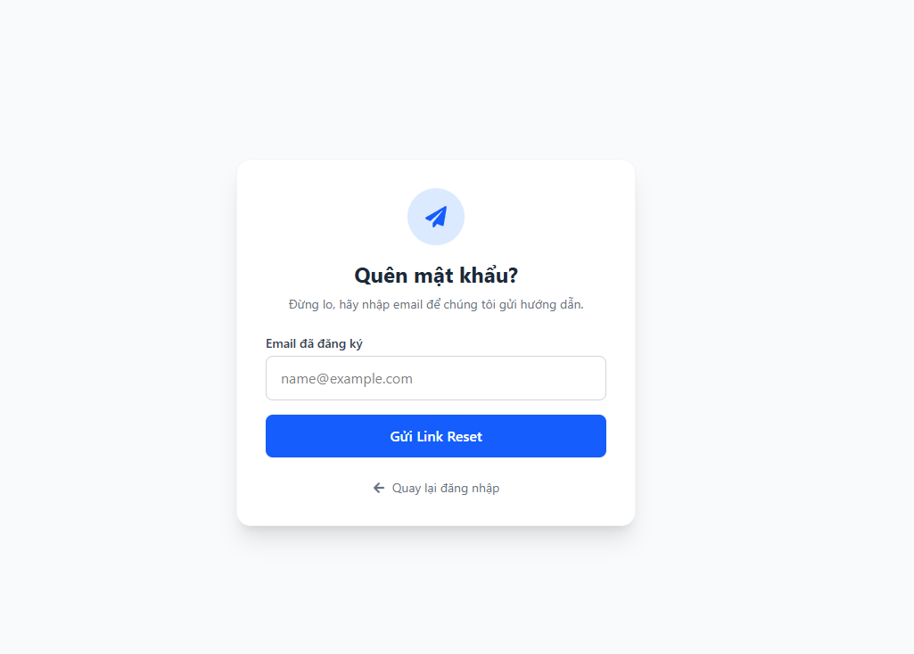 Quên mật khẩu?
Đừng lo, hãy nhập email để chúng tôi gửi hướng dẫn.
Email đã đăng ký
name@example.com
Gửi Link Reset
Quay lại đăng nhập